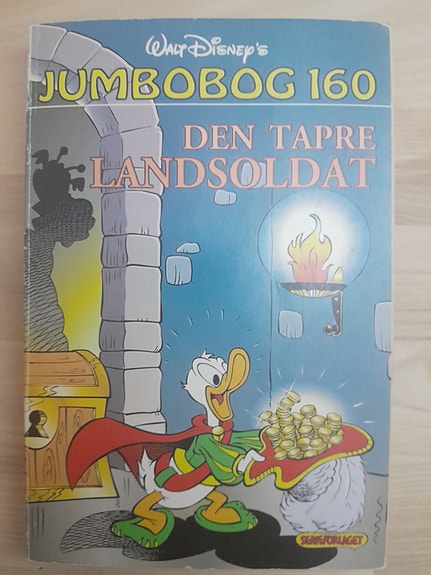 WALT DISNEY'S
JUMBOBOG 160
DEN TAPRE
LANDSOLDAT
SERIEFORLAGET